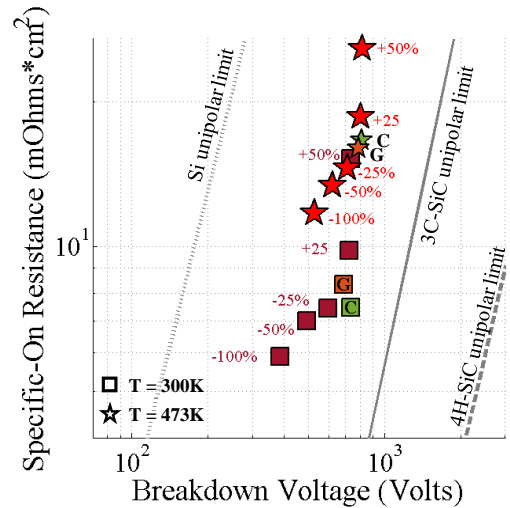 Specific-On Resistance (mOhms*cm²)
Si unipolar limit
3C-SiC unipolar limit
4H-SiC unipolar limit
+50%
+25
C
+50%
G
-25%
-50%
-100%
+25
G
-25%
C
-50%
-100%
T = 300K
T = 473K
10¹
10²
10³
Breakdown Voltage (Volts)